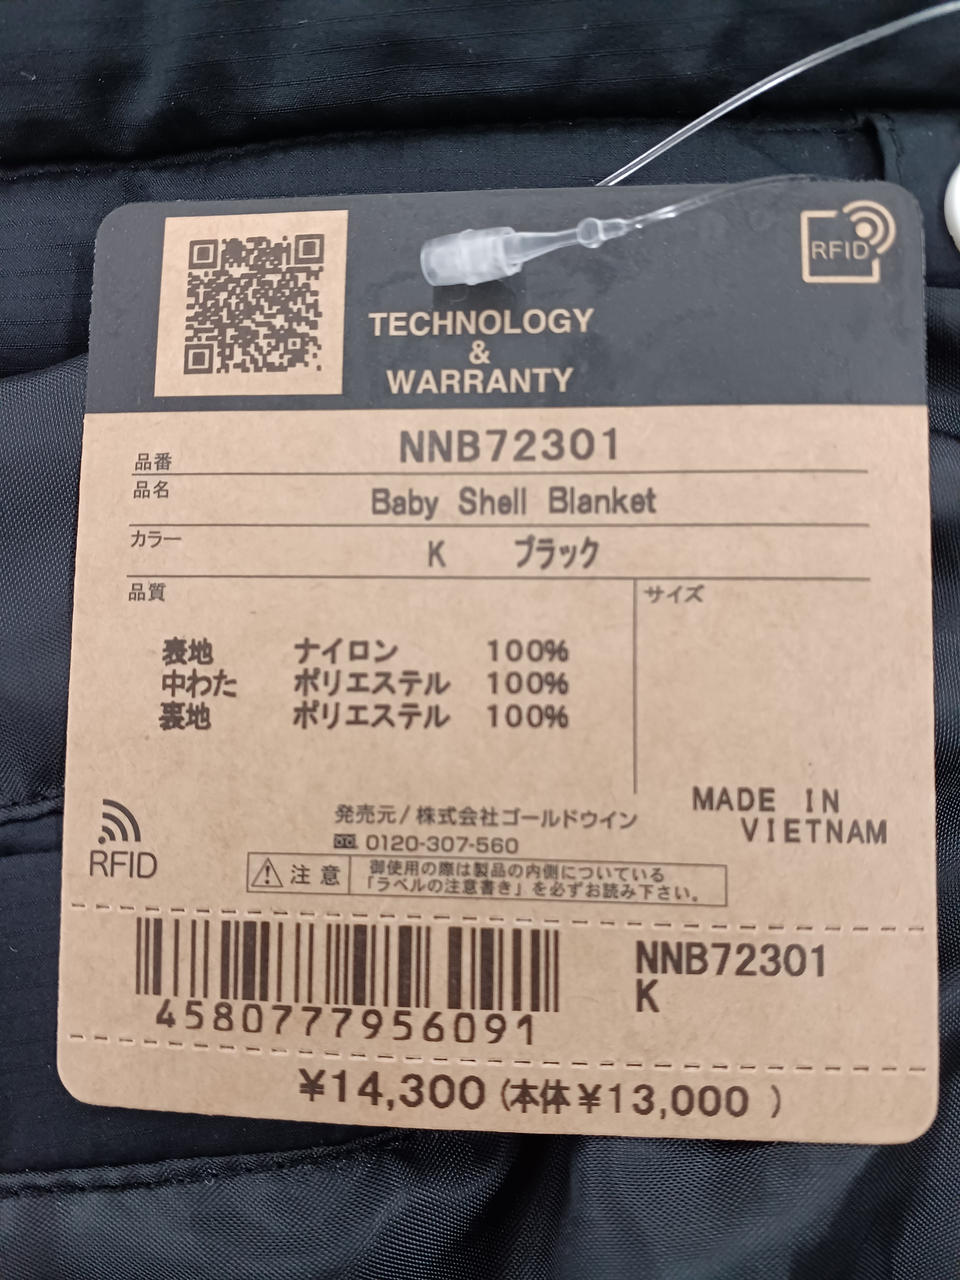 RFID
TECHNOLOGY
&
WARRANTY
品番 NNB72301
品名 Baby Shell Blanket
カラー K ブラック
品質 サイズ
表地 ナイロン 100%
中わた ポリエステル 100%
裏地 ポリエステル 100%
MADE IN
VIETNAM
発売元/株式会社ゴールドウイン
0120-307-560
RFID
注意 御使用の際は製品の内側についている
「ラベルの注意書き」を必ずお読み下さい。
4580777956091
NNB72301
K
¥14,300 (本体¥13,000 )